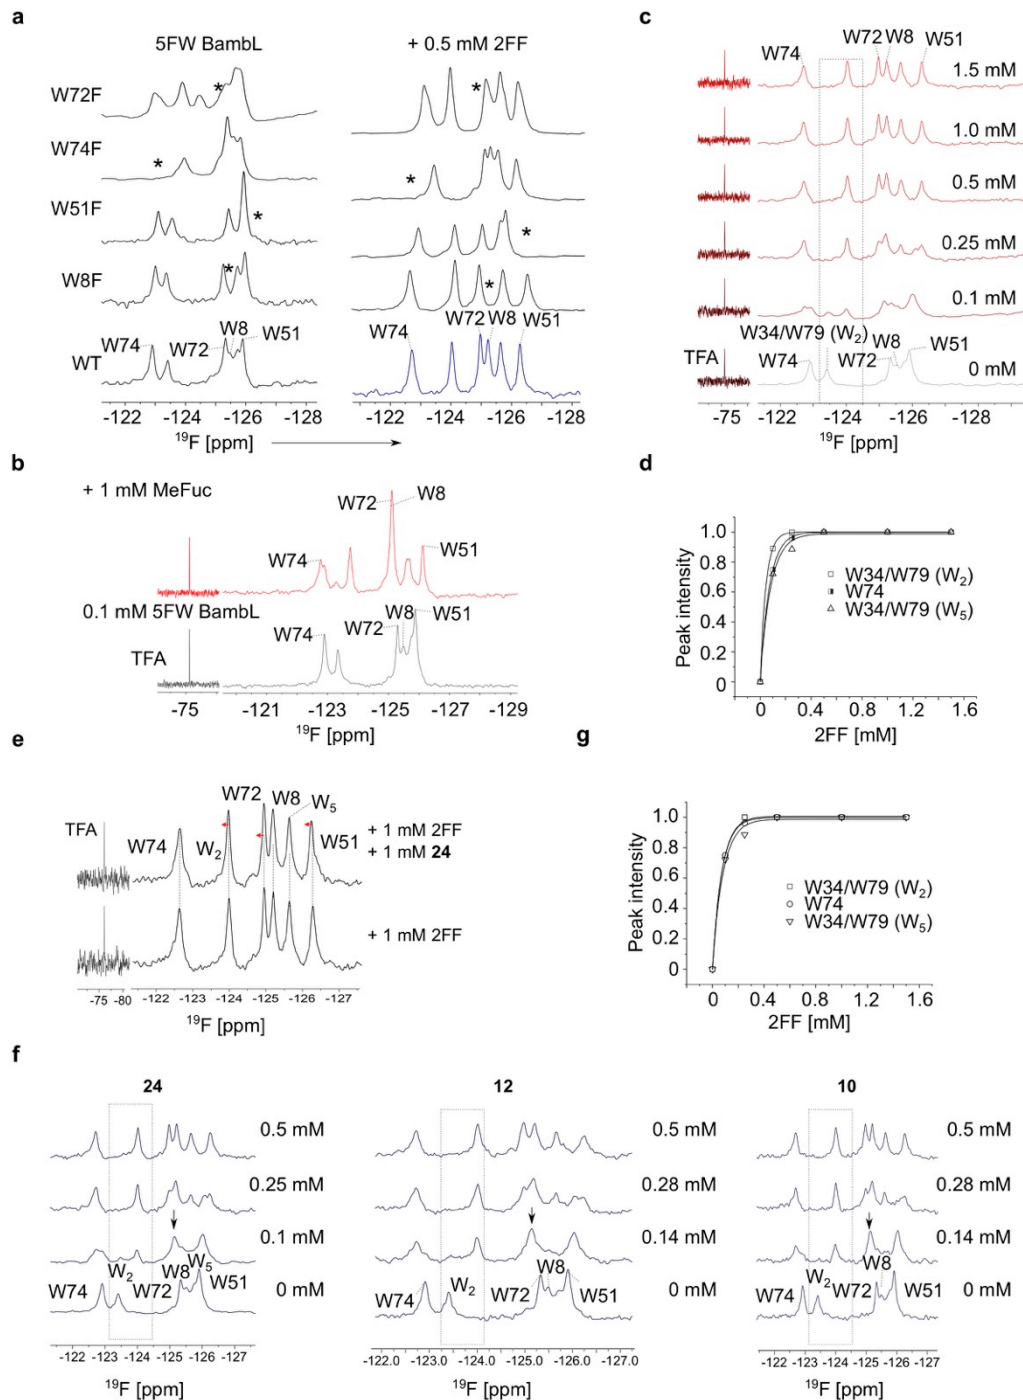 a
5FW BambL
+ 0.5 mM 2FF
W72F
*
*
W74F
*
*
W51F
*
*
W8F
*
*
WT
W74
W72
W8
W51
W74
W72
W8
W51
-122 -124 -126 -128
-122 -124 -126 -128
19F [ppm]
b
+ 1 mM MeFuc
W72
W8
W74
W51
0.1 mM 5FW BambL
TFA
W74
W72
W8
W51
-75
-121 -123 -125 -127 -129
19F [ppm]
c
W74
W72
W8
W51
1.5 mM
1.0 mM
0.5 mM
0.25 mM
0.1 mM
W34/W79 (W2)
TFA
W74
W72
W8
W51
0 mM
-75
-122 -124 -126 -128
19F [ppm]
d
Peak intensity
1.0
0.8
0.6
0.4
0.2
0
W34/W79 (W2)
W74
W34/W79 (W5)
0 0.4 0.8 1.2 1.6
2FF [mM]
e
TFA
W74
W2
W72
W8
W5
W51
+ 1 mM 2FF
+ 1 mM 24
+ 1 mM 2FF
-75 -80
-122 -123 -124 -125 -126 -127
19F [ppm]
g
Peak intensity
1.0
0.8
0.6
0.4
0.2
0
W34/W79 (W2)
W74
W34/W79 (W5)
0 0.4 0.8 1.2 1.6
2FF [mM]
f
24
0.5 mM
0.25 mM
0.1 mM
W74
W2
W72
W8
W5
W51
0 mM
-122 -123 -124 -125 -126 -127
19F [ppm]
12
0.5 mM
0.28 mM
0.14 mM
W74
W2
W72
W8
W51
0 mM
-122.0 -123.0 -124.0 -125.0 -126.0 -127.0
19F [ppm]
10
0.5 mM
0.28 mM
0.14 mM
W74
W2
W72
W8
W51
0 mM
-122 -123 -124 -125 -126 -127
19F [ppm]